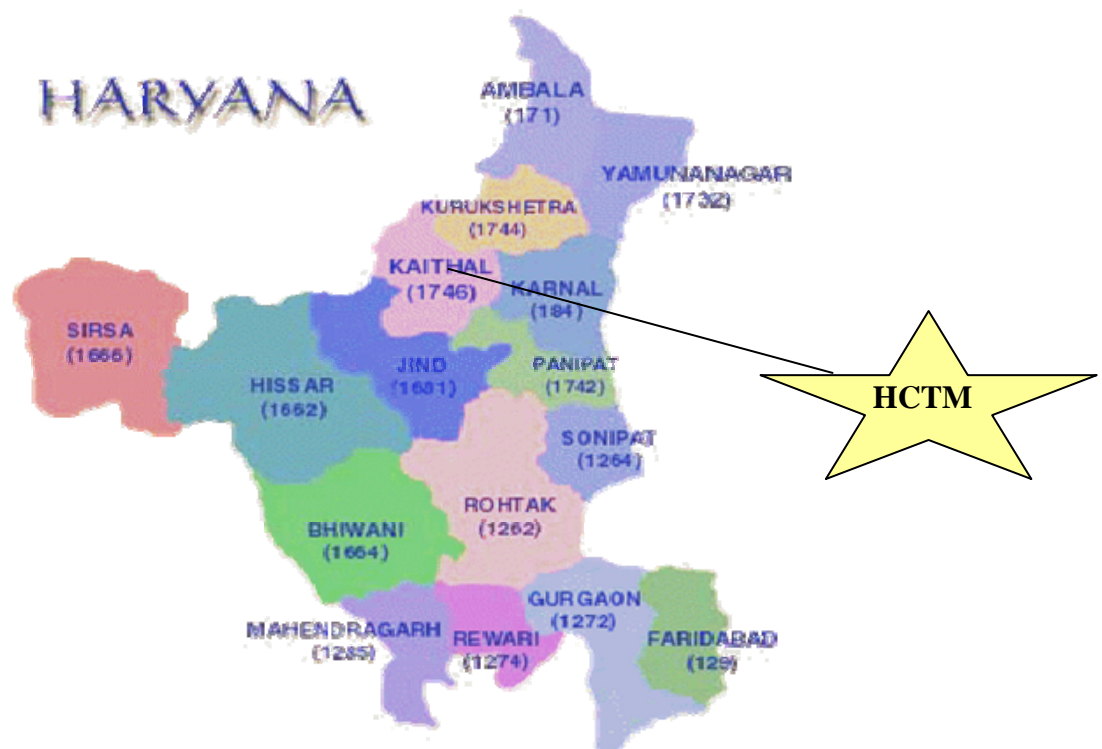 HARYANA
AMBALA
(171)
YAMUNANAGAR
(1732)
KURUKSHETRA
(1744)
KAITHAL
(1746)
KARNAL
(184)
SIRSA
(1666)
JIND
(1681)
PANIPAT
(1742)
HISSAR
(1662)
HCTM
SONIPAT
(1264)
ROHTAK
(1262)
BHIWANI
(1664)
GURGAON
(1272)
MAHENDRAGARH
(1285)
REWARI
(1274)
FARIDABAD
(129)